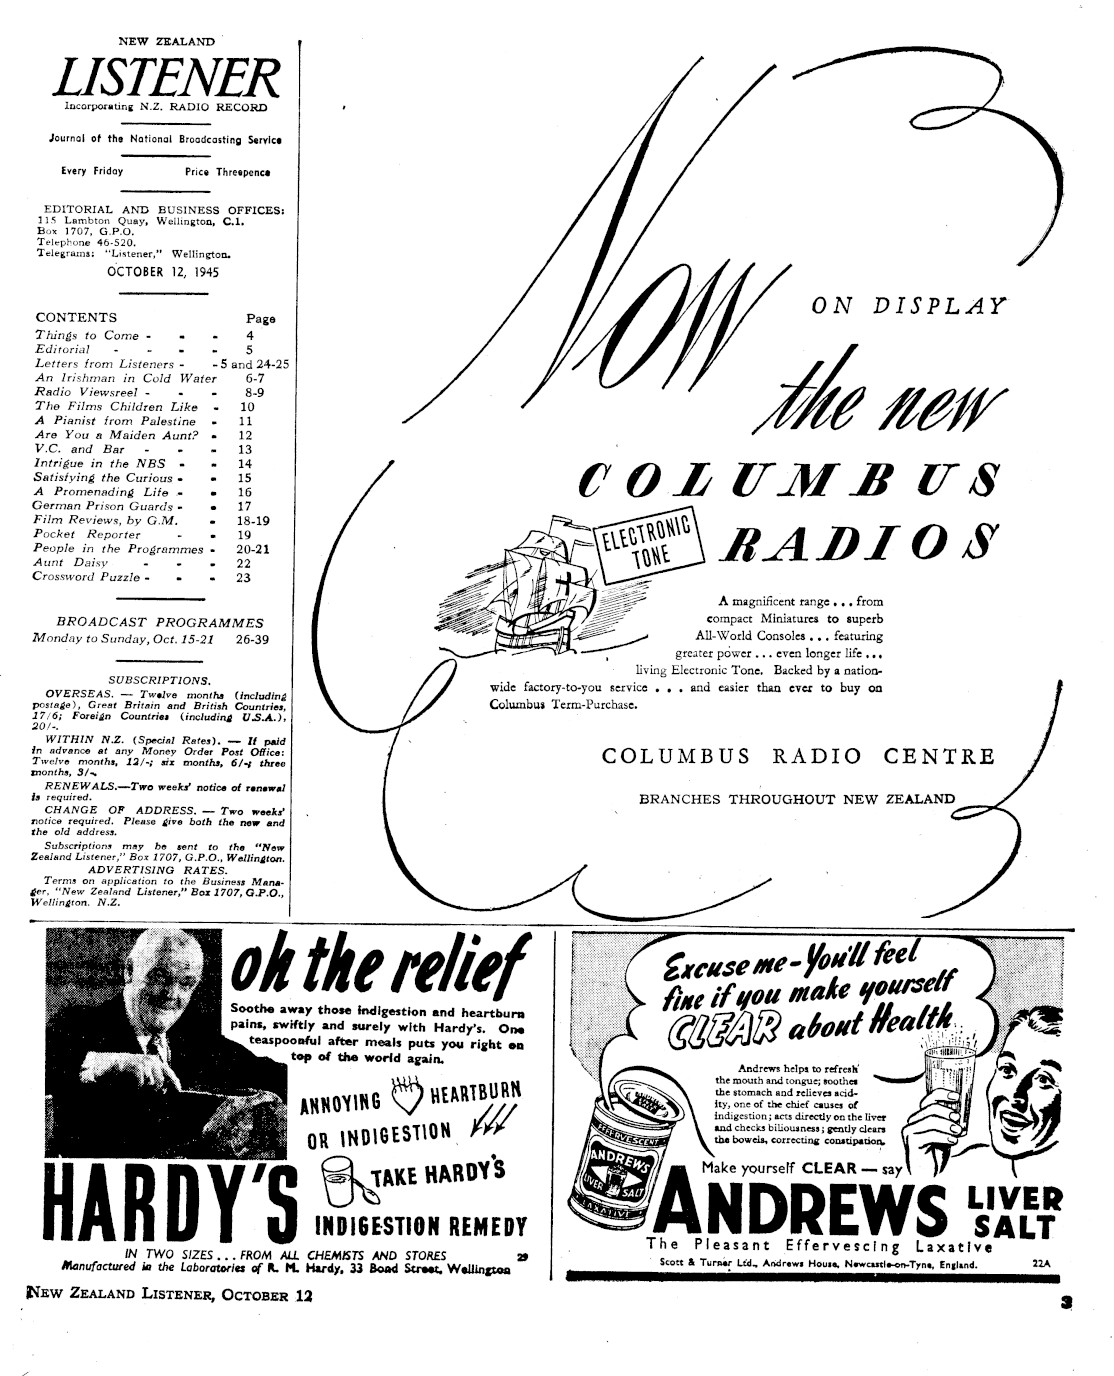 NEW ZEALAND
LISTENER
Incorporating N.Z. RADIO RECORD
Journal of the National Broadcasting Service
Every Friday Price Threepence
EDITORIAL AND BUSINESS OFFICES:
115 Lambton Quay, Wellington, C.1.
Box 1707, G.P.O.
Telephone 46-520.
Telegrams: "Listener," Wellington.
OCTOBER 12, 1945
CONTENTS Page
Things to Come - - - 4
Editorial - - - - 5
Letters from Listeners - - 5 and 24-25
An Irishman in Cold Water 6-7
Radio Viewsreel - - - 8-9
The Films Children Like - 10
A Pianist from Palestine - 11
Are You a Maiden Aunt? - 12
V.C. and Bar - - - 13
Intrigue in the NBS - - 14
Satisfying the Curious - - 15
A Promenading Life - - 16
German Prison Guards - - 17
Film Reviews, by G.M. - 18-19
Pocket Reporter - - 19
People in the Programmes - 20-21
Aunt Daisy - - - 22
Crossword Puzzle - - - 23
BROADCAST PROGRAMMES
Monday to Sunday, Oct. 15-21 26-39
SUBSCRIPTIONS.
OVERSEAS. — Twelve months (including
postage), Great Britain and British Countries,
17/6; Foreign Countries (including U.S.A.),
20/-.
WITHIN N.Z. (Special Rates). — If paid
in advance at any Money Order Post Office:
Twelve months, 12/-; six months, 6/-; three
months, 3/-.
RENEWALS.—Two weeks' notice of renewal
is required.
CHANGE OF ADDRESS. — Two weeks'
notice required. Please give both the new and
the old address.
Subscriptions may be sent to the "New
Zealand Listener," Box 1707, G.P.O., Wellington.
ADVERTISING RATES.
Terms on application to the Business Mana-
ger, "New Zealand Listener," Box 1707, G.P.O.,
Wellington. N.Z.
Now
ON DISPLAY
the new
COLUMBUS
RADIOS
ELECTRONIC
TONE
A magnificent range . . . from
compact Miniatures to superb
All-World Consoles . . . featuring
greater power . . . even longer life . . .
living Electronic Tone. Backed by a nation-
wide factory-to-you service . . . and easier than ever to buy on
Columbus Term-Purchase.
COLUMBUS RADIO CENTRE
BRANCHES THROUGHOUT NEW ZEALAND
oh the relief
Soothe away those indigestion and heartburn
pains, swiftly and surely with Hardy's. One
teaspoonful after meals puts you right on
top of the world again.
ANNOYING HEARTBURN
OR INDIGESTION
TAKE HARDY'S
HARDY'S
INDIGESTION REMEDY
IN TWO SIZES . . . FROM ALL CHEMISTS AND STORES 29
Manufactured in the Laboratories of R. M. Hardy, 33 Bond Street, Wellington
Excuse me - You'll feel
fine if you make yourself
CLEAR about Health
Andrews helps to refresh
the mouth and tongue; soothes
the stomach and relieves acid-
ity, one of the chief causes of
indigestion; acts directly on the liver
and checks biliousness; gently clears
the bowels, correcting constipation.
EFFERVESCENT
ANDREWS
LIVER SALT
LAXATIVE
Make yourself CLEAR — say
ANDREWS LIVER
SALT
The Pleasant Effervescing Laxative
Scott & Turner Ltd., Andrews House, Newcastle-on-Tyne, England. 22A
NEW ZEALAND LISTENER, OCTOBER 12
3